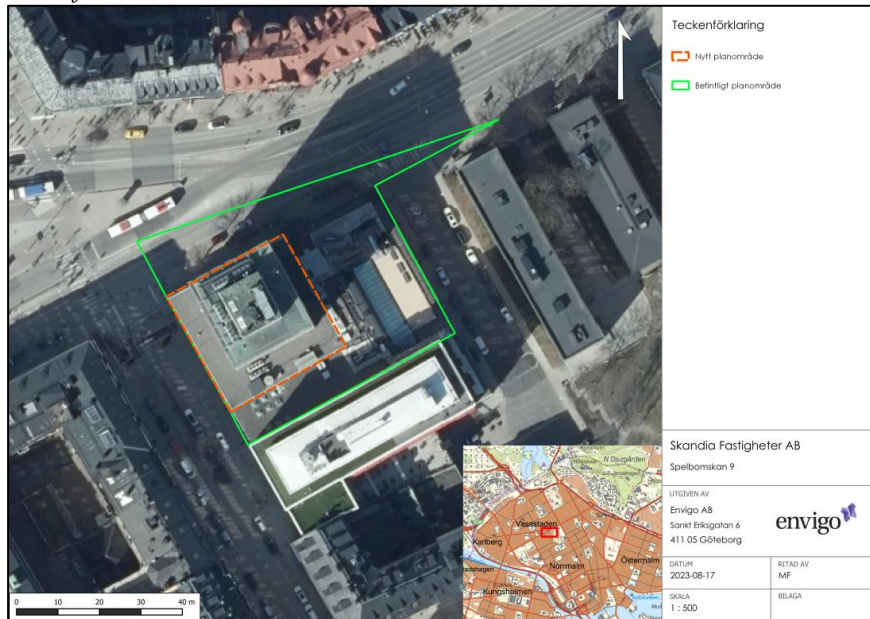 Teckenförklaring
Nytt planområde
Befintligt planområde
Skandia Fastigheter AB
Spelbomskan 9
UTGIVEN AV
Envigo AB
Sankt Eriksgatan 6
411 05 Göteborg
envigo
DATUM
2023-08-17
RITAD AV
MF
SKALA
1 : 500
BILAGA
0 10 20 30 40 m
N Djurgården
Vasastaden
Karlberg
Norrmalm
Östermalm
Kungsholmen